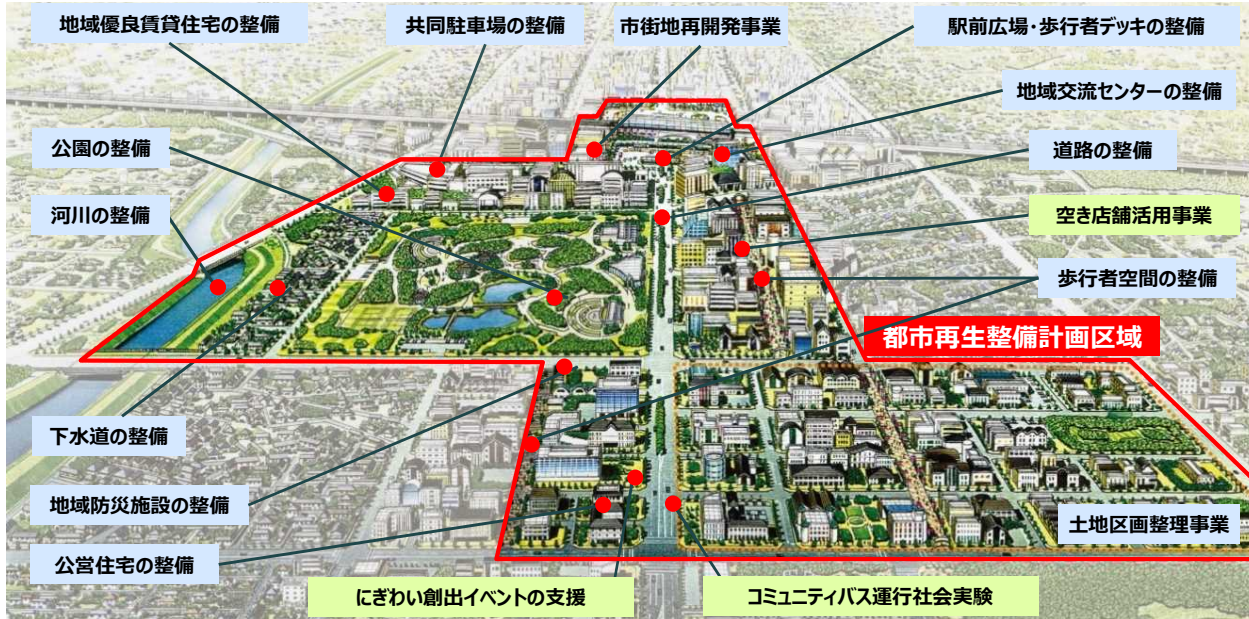 地域優良賃貸住宅の整備
共同駐車場の整備
市街地再開発事業
駅前広場・歩行者デッキの整備
地域交流センターの整備
公園の整備
道路の整備
河川の整備
空き店舗活用事業
歩行者空間の整備
都市再生整備計画区域
下水道の整備
地域防災施設の整備
土地区画整理事業
公営住宅の整備
にぎわい創出イベントの支援
コミュニティバス運行社会実験